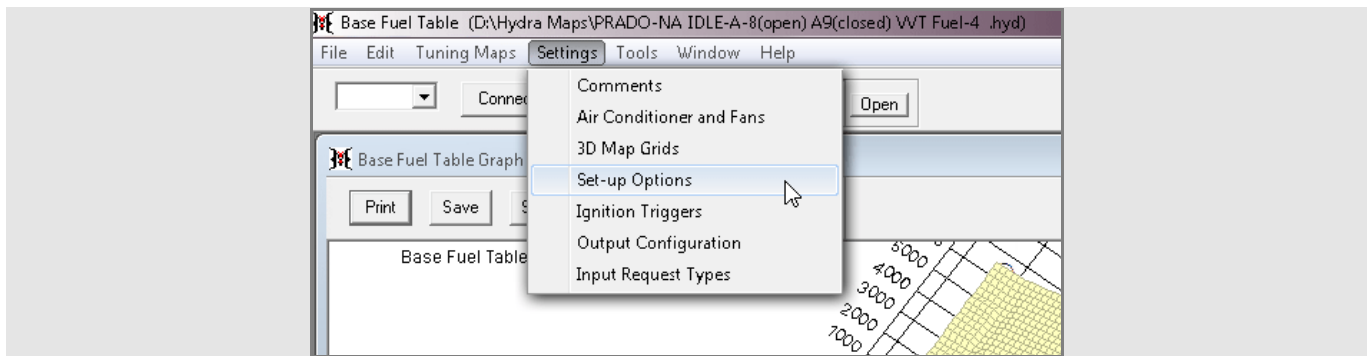 Base Fuel Table (D:\Hydra Maps\PRADO-NA IDLE-A-8(open) A9(closed) VVT Fuel-4 .hyd)
File Edit Tuning Maps Settings Tools Window Help
Comments
Open
Air Conditioner and Fans
3D Map Grids
Base Fuel Table Graph
Set-up Options
Print Save
Ignition Triggers
Output Configuration
Base Fuel Table
Input Request Types
5000
4000
3000
2000
1000